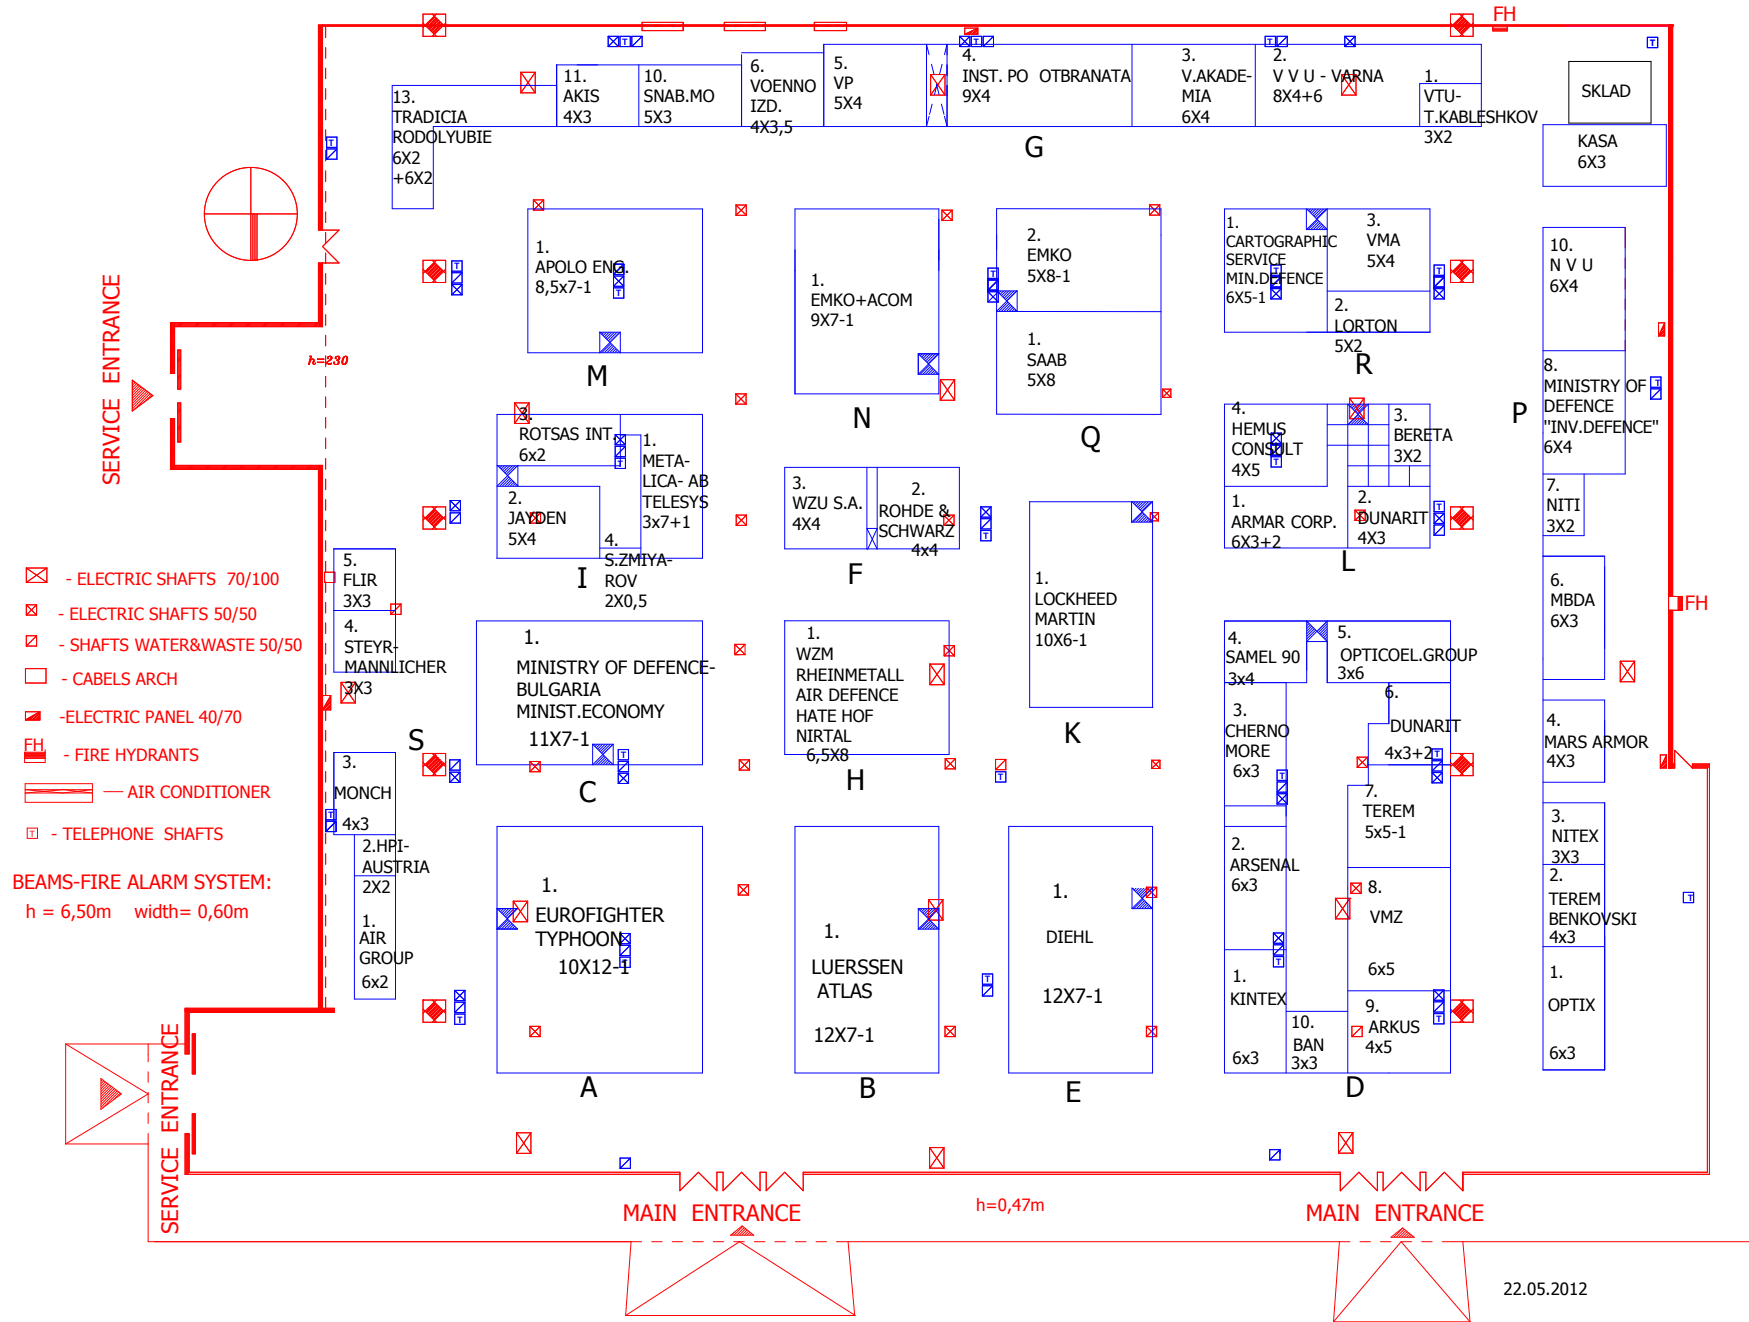 FH
13.
TRADICIA
RODOLYUBIE
6X2
+6X2
11.
AKIS
4X3
10.
SNAB.MO
5X3
6.
VOENNO
IZD.
4X3,5
5.
VP
5X4
4.
INST. PO OTBRANATA
9X4
3.
V.AKADE-
MIA
6X4
2.
V V U - VARNA
8X4+6
1.
VTU-
T.KABLESHKOV
3X2
G
SKLAD
KASA
6X3
SERVICE ENTRANCE
h=230
1.
APOLO ENG.
8,5x7-1
M
1.
EMKO+ACOM
9X7-1
N
2.
EMKO
5X8-1
1.
SAAB
5X8
Q
1.
CARTOGRAPHIC
SERVICE
MIN.DEFENCE
6X5-1
3.
VMA
5X4
2.
LORTON
5X2
R
10.
N V U
6X4
8.
MINISTRY OF
DEFENCE
"INV.DEFENCE"
6X4
P
7.
NITI
3X2
6.
MBDA
6X3
FH
4.
MARS ARMOR
4X3
3.
NITEX
3X3
2.
TEREM
BENKOVSKI
4x3
1.
OPTIX
6x3
3.
ROTSAS INT.
6x2
1.
META-
LICA- AB
TELESYS
3x7+1
2.
JAYDEN
5X4
4.
S.ZMIYA-
ROV
2X0,5
I
3.
WZU S.A.
4X4
2.
ROHDE &
SCHWARZ
4x4
F
1.
LOCKHEED
MARTIN
10X6-1
K
4.
HEMUS
CONSULT
4X5
3.
BERETA
3X2
1.
ARMAR CORP.
6X3+2
2.
DUNARIT
4X3
L
5.
FLIR
3X3
4.
STEYR-
MANNLICHER
3X3
S
3.
MONCH
4x3
2.HPI-
AUSTRIA
2X2
1.
AIR
GROUP
6x2
1.
MINISTRY OF DEFENCE-
BULGARIA
MINIST.ECONOMY
11X7-1
C
1.
WZM
RHEINMETALL
AIR DEFENCE
HATE HOF
NIRTAL
6,5X8
H
4.
SAMEL 90
3x4
5.
OPTICOEL.GROUP
3x6
6.
DUNARIT
4x3+2
3.
CHERNO
MORE
6x3
7.
TEREM
5x5-1
2.
ARSENAL
6x3
8.
VMZ
6x5
1.
KINTEX
6x3
10.
BAN
3x3
9.
ARKUS
4x5
D
1.
EUROFIGHTER
TYPHOON
10X12-1
A
1.
LUERSSEN
ATLAS
12X7-1
B
1.
DIEHL
12X7-1
E
- ELECTRIC SHAFTS 70/100
- ELECTRIC SHAFTS 50/50
- SHAFTS WATER&WASTE 50/50
- CABELS ARCH
-ELECTRIC PANEL 40/70
FH - FIRE HYDRANTS
— AIR CONDITIONER
T - TELEPHONE SHAFTS
BEAMS-FIRE ALARM SYSTEM:
h = 6,50m width= 0,60m
SERVICE ENTRANCE
MAIN ENTRANCE
h=0,47m
MAIN ENTRANCE
22.05.2012